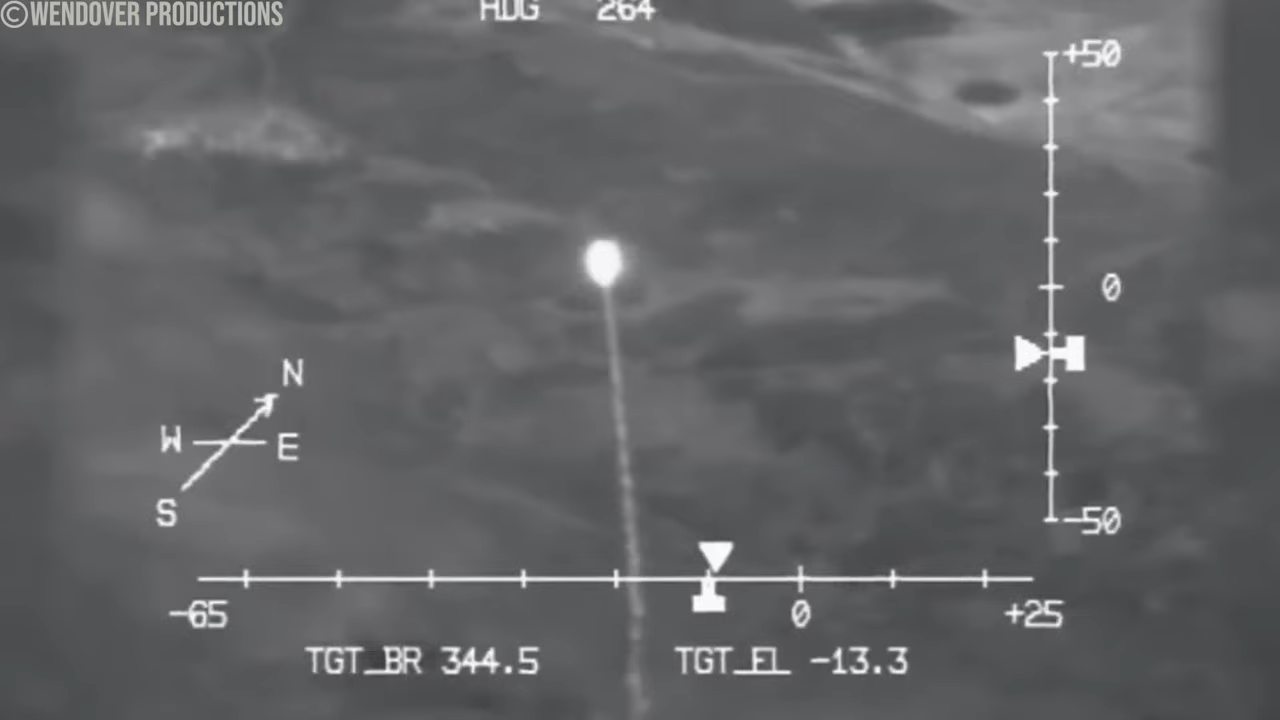 ©WENDOVER PRODUCTIONS
HDG 264
+50
0
N
W E
S
-50
-65 0 +25
TGT_BR 344.5 TGT_EL -13.3